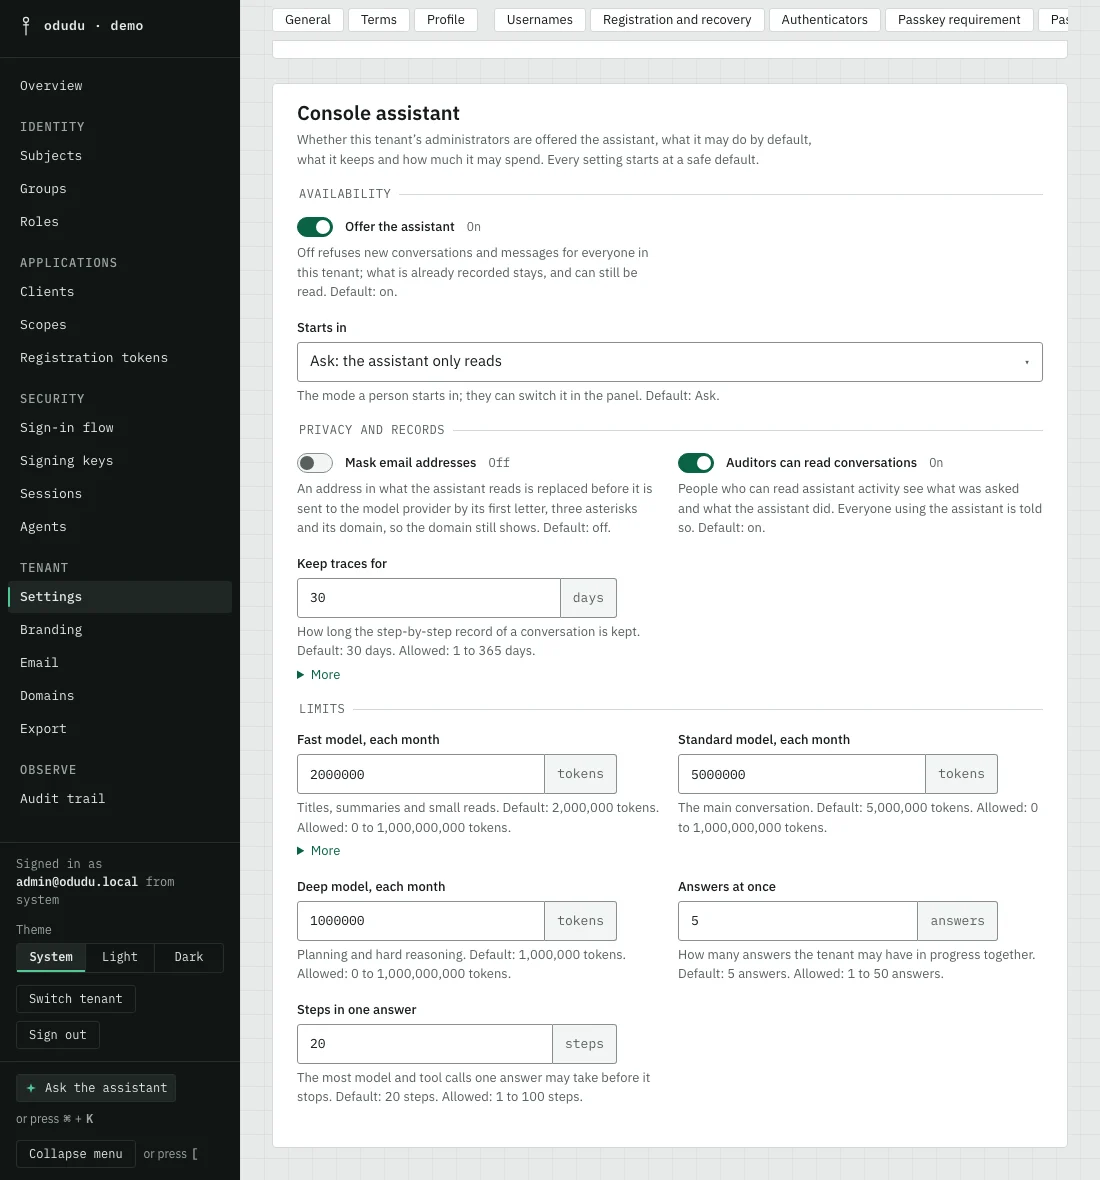 odudu · demo
Overview
IDENTITY
Subjects
Groups
Roles
APPLICATIONS
Clients
Scopes
Registration tokens
SECURITY
Sign-in flow
Signing keys
Sessions
Agents
TENANT
Settings
Branding
Email
Domains
Export
OBSERVE
Audit trail
Signed in as
admin@odudu.local from
system
Theme
System Light Dark
Switch tenant
Sign out
Ask the assistant
or press ⌘ + K
Collapse menu or press [
General Terms Profile Usernames Registration and recovery Authenticators Passkey requirement
Console assistant
Whether this tenant’s administrators are offered the assistant, what it may do by default,
what it keeps and how much it may spend. Every setting starts at a safe default.
AVAILABILITY
Offer the assistant On
Off refuses new conversations and messages for everyone in
this tenant; what is already recorded stays, and can still be
read. Default: on.
Starts in
Ask: the assistant only reads
The mode a person starts in; they can switch it in the panel. Default: Ask.
PRIVACY AND RECORDS
Mask email addresses Off
An address in what the assistant reads is replaced before it is
sent to the model provider by its first letter, three asterisks
and its domain, so the domain still shows. Default: off.
Auditors can read conversations On
People who can read assistant activity see what was asked
and what the assistant did. Everyone using the assistant is told
so. Default: on.
Keep traces for
30 days
How long the step-by-step record of a conversation is kept.
Default: 30 days. Allowed: 1 to 365 days.
More
LIMITS
Fast model, each month
2000000 tokens
Titles, summaries and small reads. Default: 2,000,000 tokens.
Allowed: 0 to 1,000,000,000 tokens.
More
Standard model, each month
5000000 tokens
The main conversation. Default: 5,000,000 tokens. Allowed: 0
to 1,000,000,000 tokens.
Deep model, each month
1000000 tokens
Planning and hard reasoning. Default: 1,000,000 tokens.
Allowed: 0 to 1,000,000,000 tokens.
Answers at once
5 answers
How many answers the tenant may have in progress together.
Default: 5 answers. Allowed: 1 to 50 answers.
Steps in one answer
20 steps
The most model and tool calls one answer may take before it
stops. Default: 20 steps. Allowed: 1 to 100 steps.